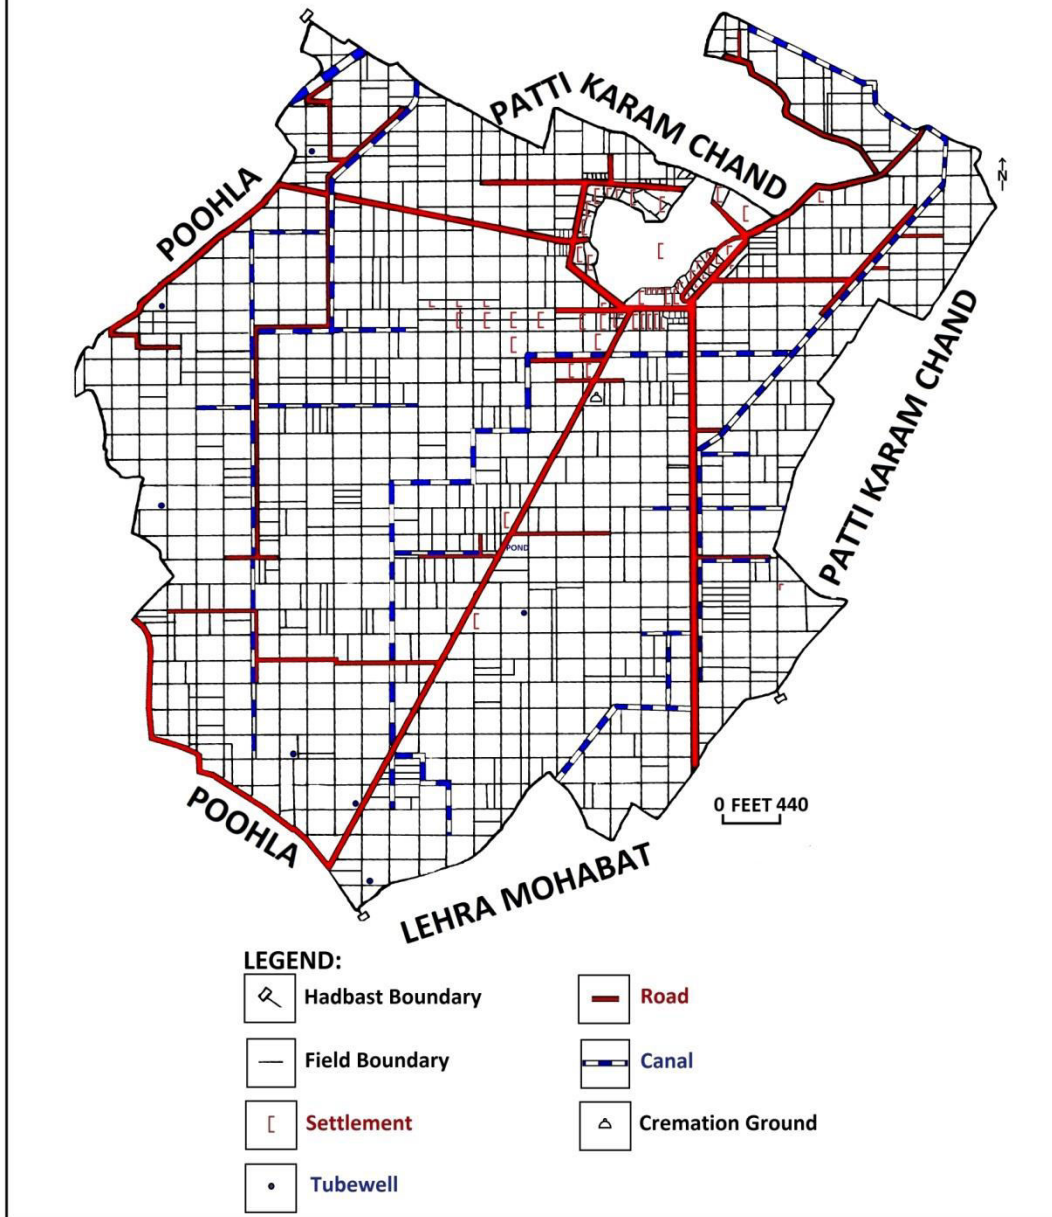 PATTI KARAM CHAND
N
POOHLA
PATTI KARAM CHAND
POND
0 FEET 440
POOHLA
LEHRA MOHABAT
LEGEND:
Hadbast Boundary
Road
Field Boundary
Canal
Settlement
Cremation Ground
Tubewell